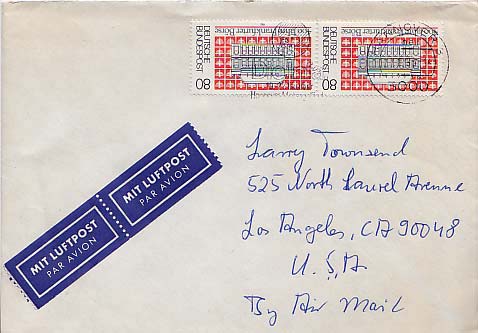 400 Jahre Frankfurter Börse
DEUTSCHE BUNDESPOST
80
400 Jahre Frankfurter Börse
DEUTSCHE BUNDESPOST
80
MIT LUFTPOST
PAR AVION
MIT LUFTPOST
PAR AVION
Larry Townsend
525 North Laurel Avenue
Los Angeles, CA 90048
U.S,A
By Air Mail